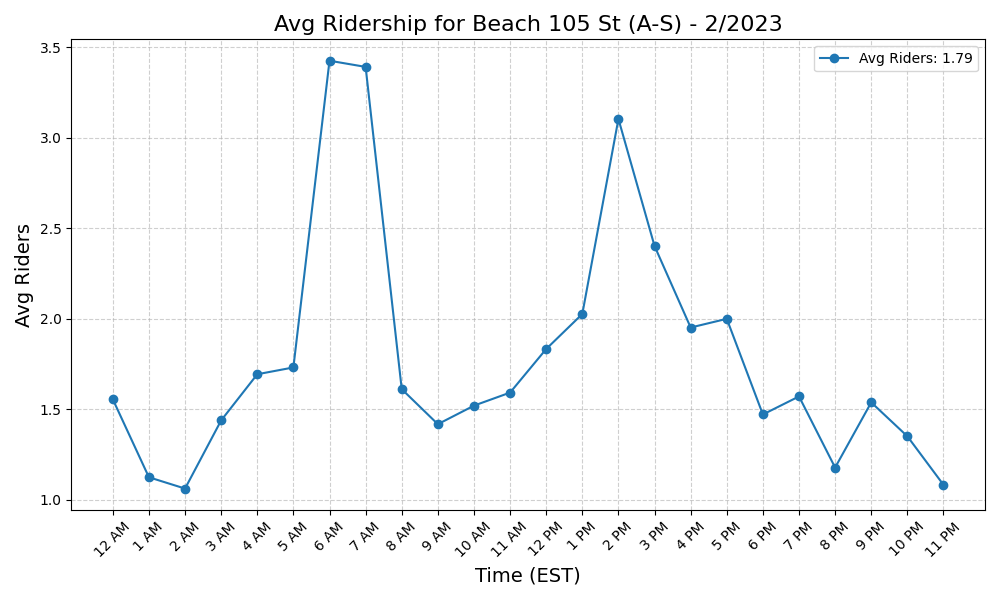 Avg Ridership for Beach 105 St (A-S) - 2/2023
Avg Riders: 1.79
Avg Riders
3.5
3.0
2.5
2.0
1.5
1.0
12 AM
1 AM
2 AM
3 AM
4 AM
5 AM
6 AM
7 AM
8 AM
9 AM
10 AM
11 AM
12 PM
1 PM
2 PM
3 PM
4 PM
5 PM
6 PM
7 PM
8 PM
9 PM
10 PM
11 PM
Time (EST)